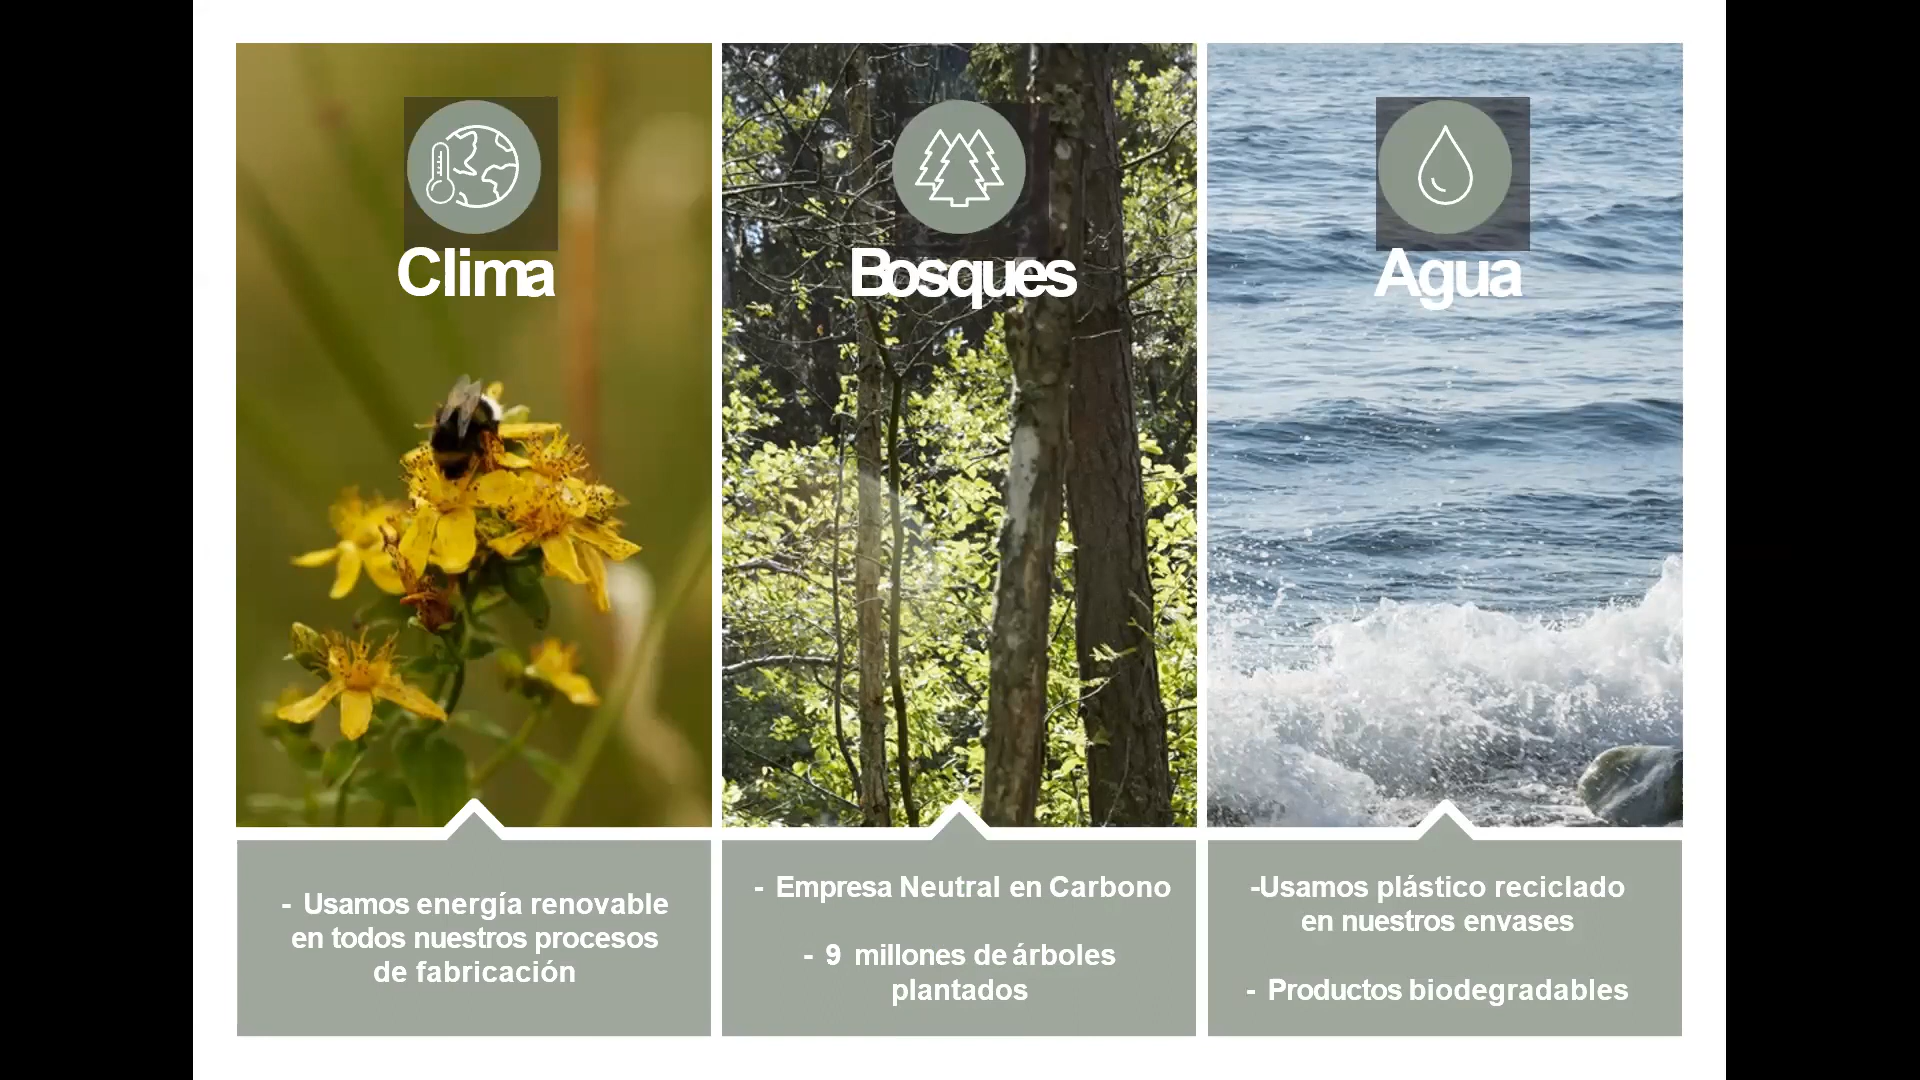 Clima
- Usamos energía renovable
en todos nuestros procesos
de fabricación
Bosques
- Empresa Neutral en Carbono
- 9 millones de árboles
plantados
Agua
-Usamos plástico reciclado
en nuestros envases
- Productos biodegradables